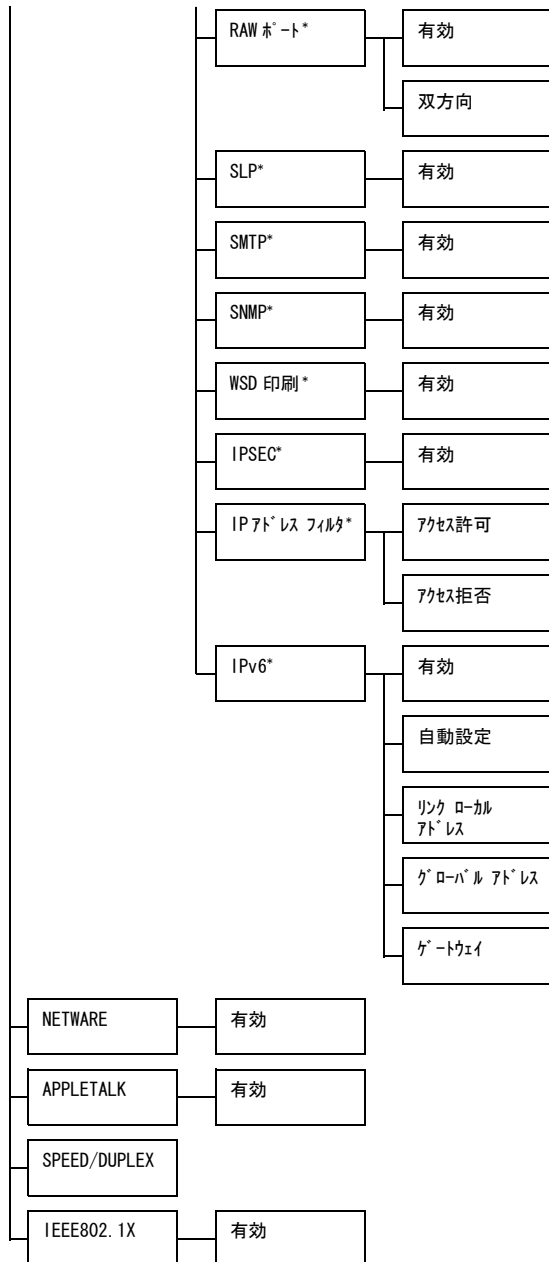 RAW ﾎﾟｰﾄ*
有効
双方向
SLP*
有効
SMTP*
有効
SNMP*
有効
WSD 印刷*
有効
IPSEC*
有効
IPｱﾄﾞﾚｽ ﾌｨﾙﾀ*
ｱｸｾｽ許可
ｱｸｾｽ拒否
IPv6*
有効
自動設定
ﾘﾝｸ ﾛｰｶﾙ
ｱﾄﾞﾚｽ
ｸﾞﾛｰﾊﾞﾙ ｱﾄﾞﾚｽ
ｹﾞｰﾄｳｪｲ
NETWARE
有効
APPLETALK
有効
SPEED/DUPLEX
IEEE802.1X
有効